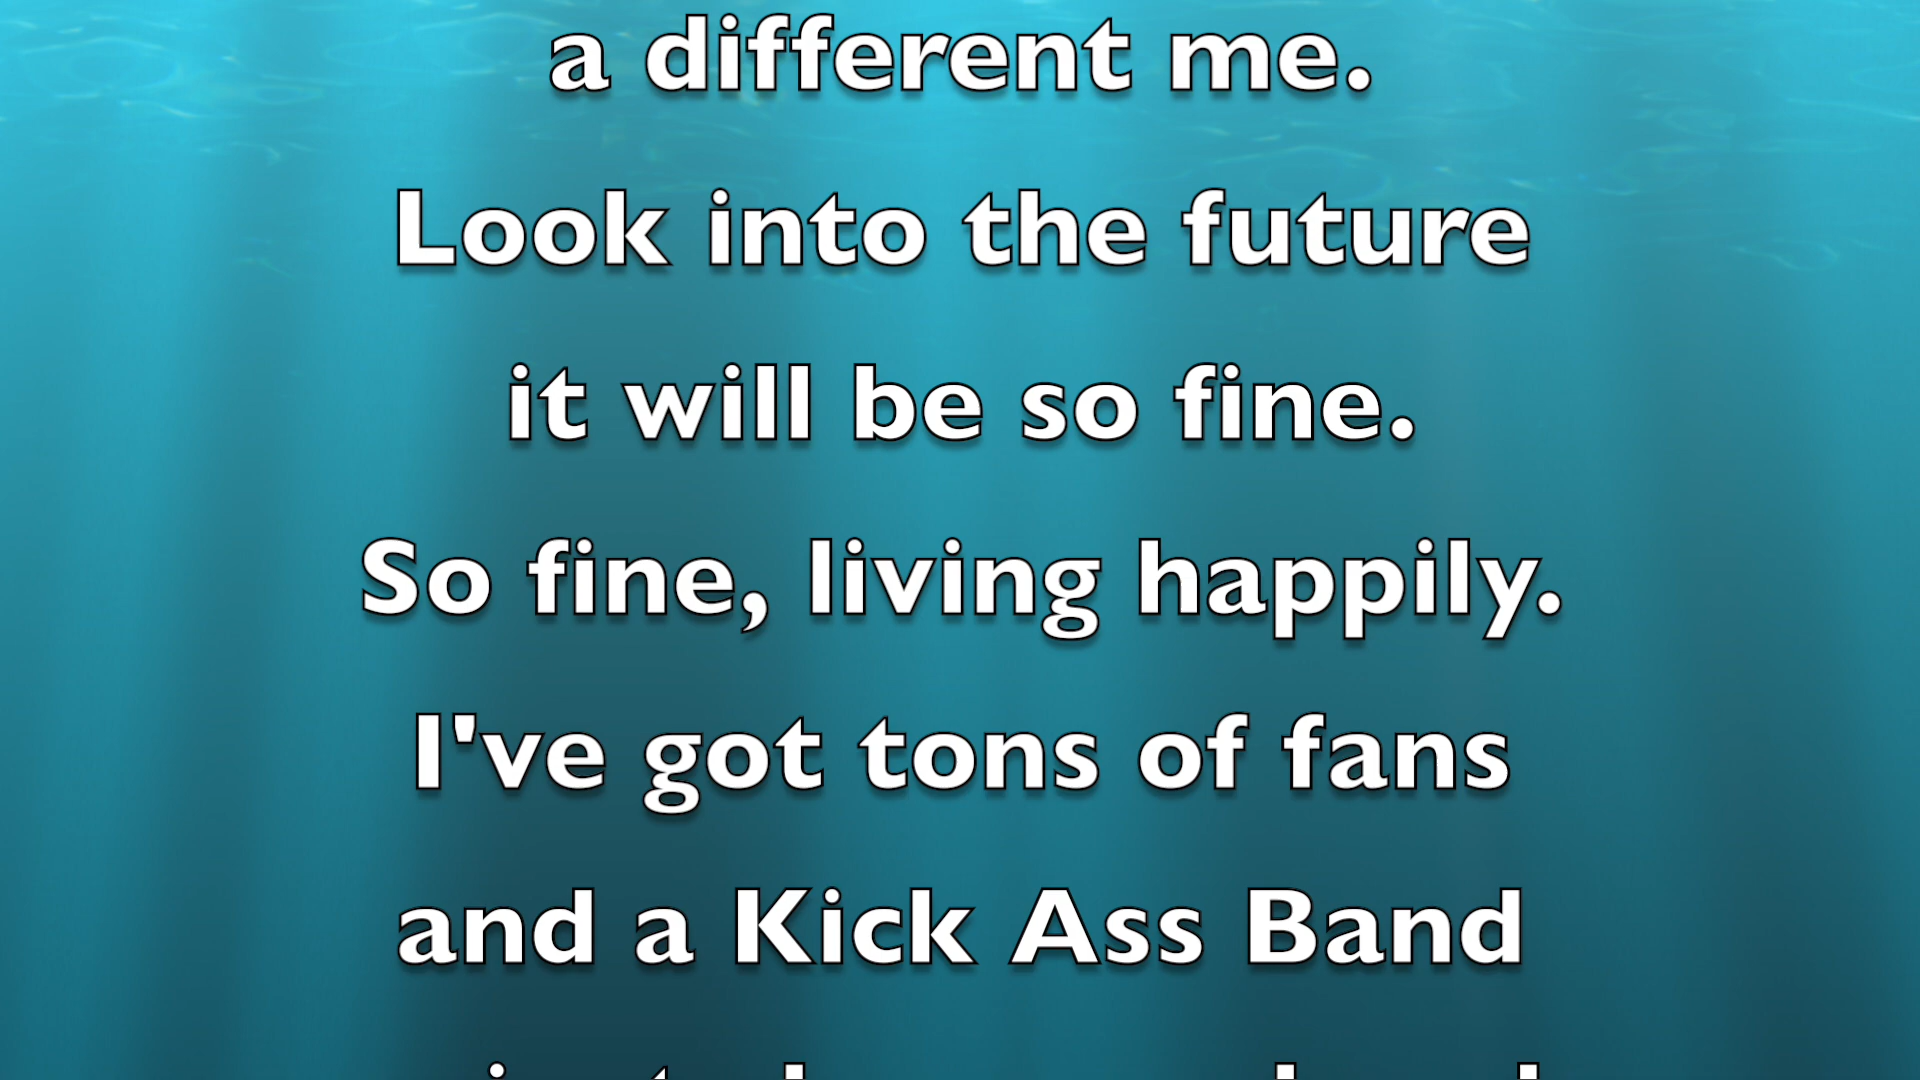 a different me.
Look into the future
it will be so fine.
So fine, living happily.
I've got tons of fans
and a Kick Ass Band